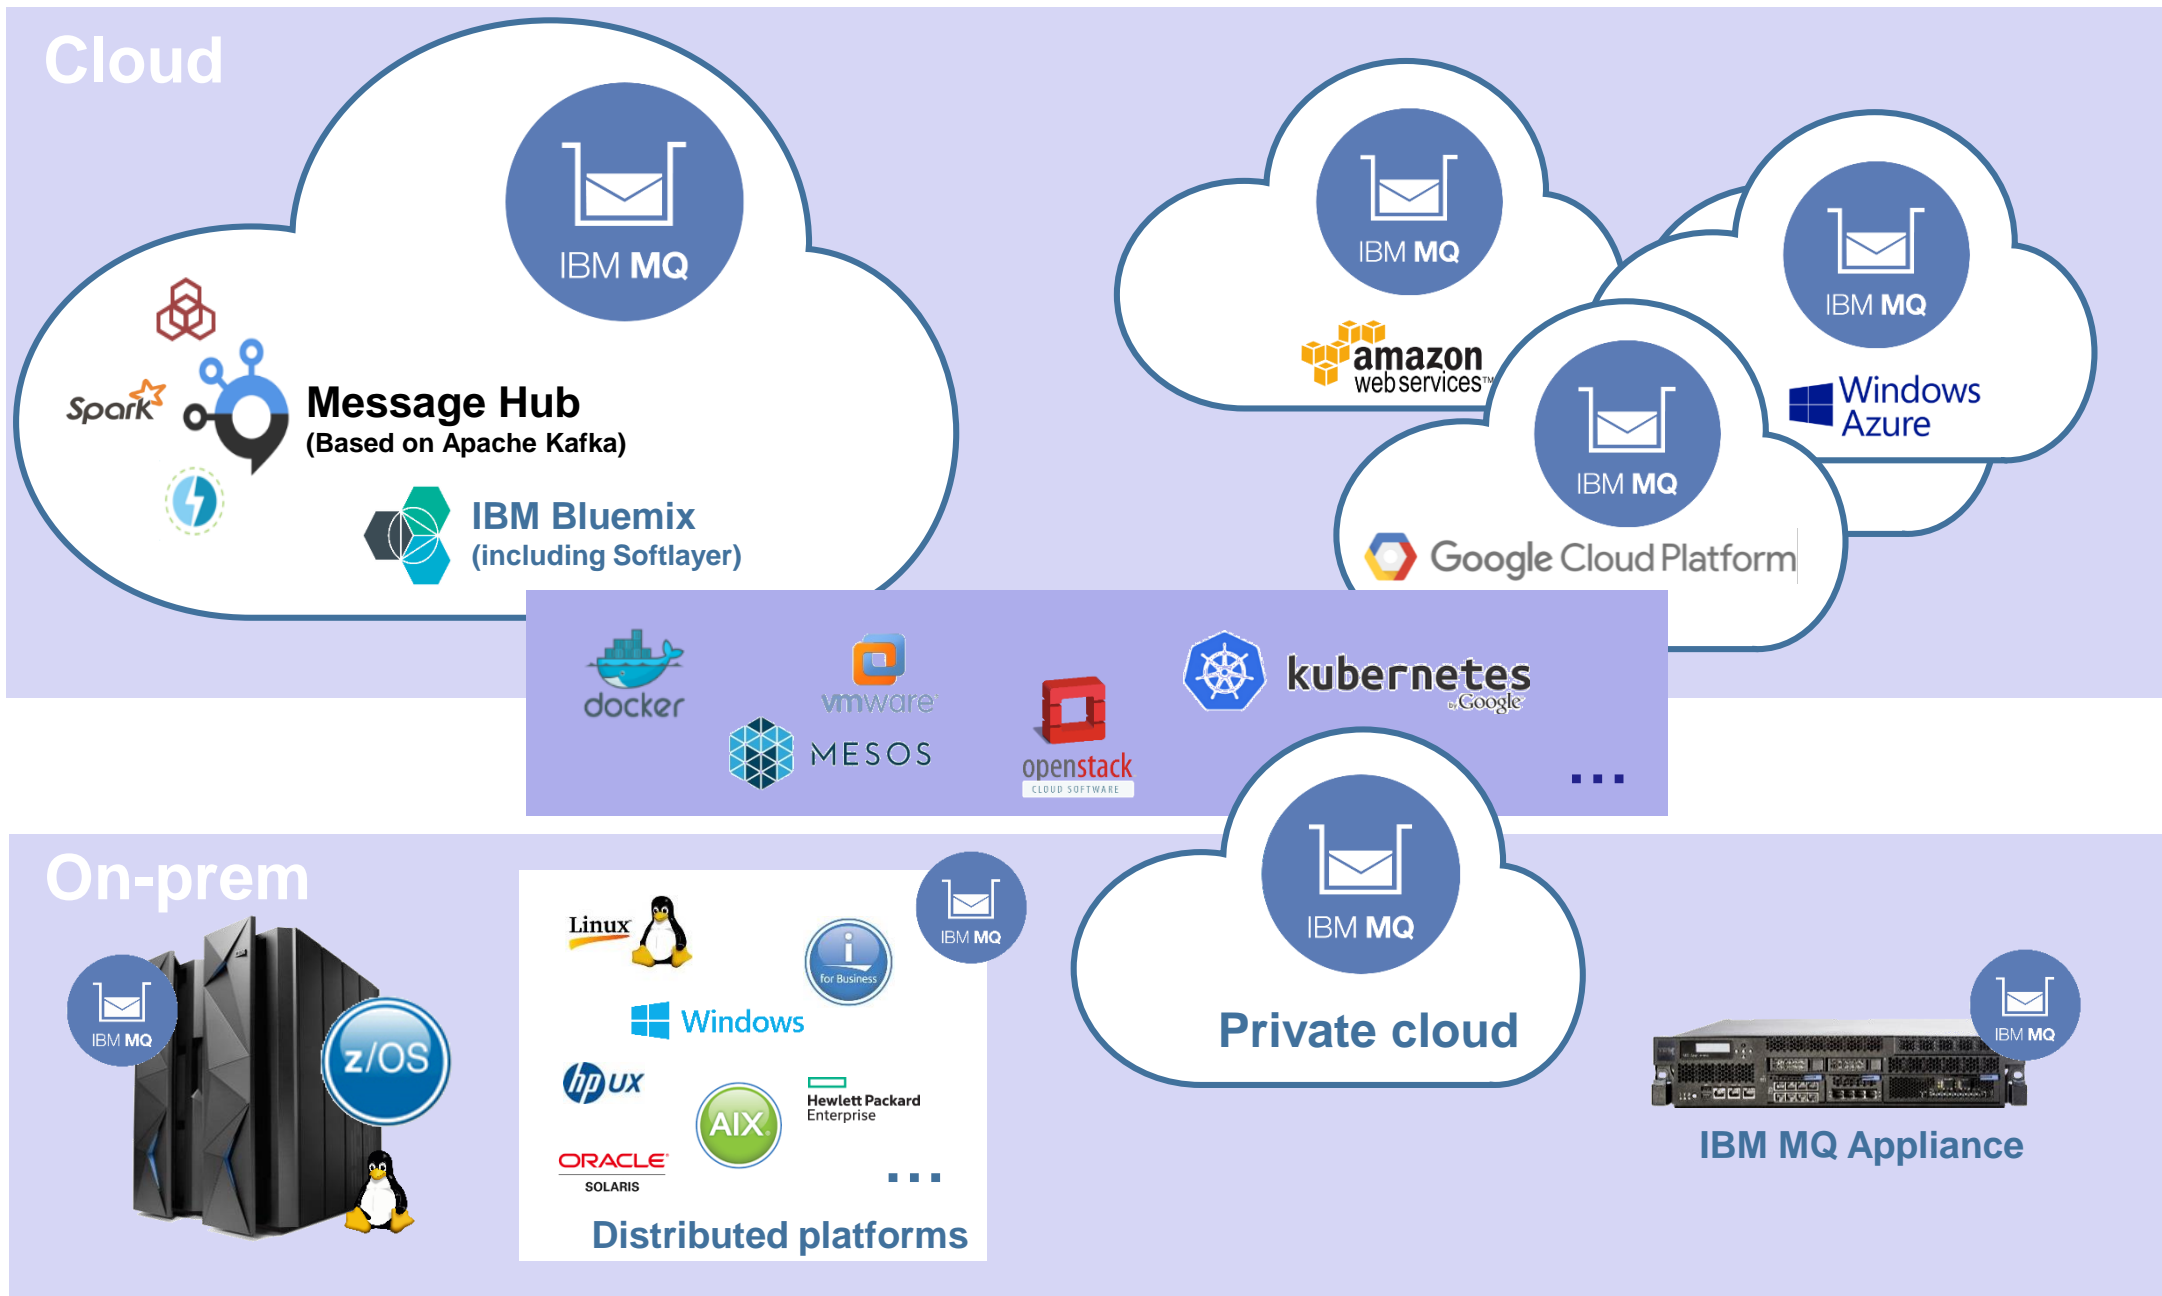 Cloud
IBM MQ
Spark
Message Hub
(Based on Apache Kafka)
IBM Bluemix
(including Softlayer)
IBM MQ
amazon
webservices™
IBM MQ
Windows
Azure
IBM MQ
Google Cloud Platform
docker
vmware
MESOS
openstack
CLOUD SOFTWARE
kubernetes
by Google
...
On-prem
IBM MQ
z/OS
IBM MQ
Linux
i
for Business
Windows
hp UX
AIX
Hewlett Packard
Enterprise
ORACLE
SOLARIS
...
Distributed platforms
IBM MQ
Private cloud
IBM MQ
IBM MQ Appliance